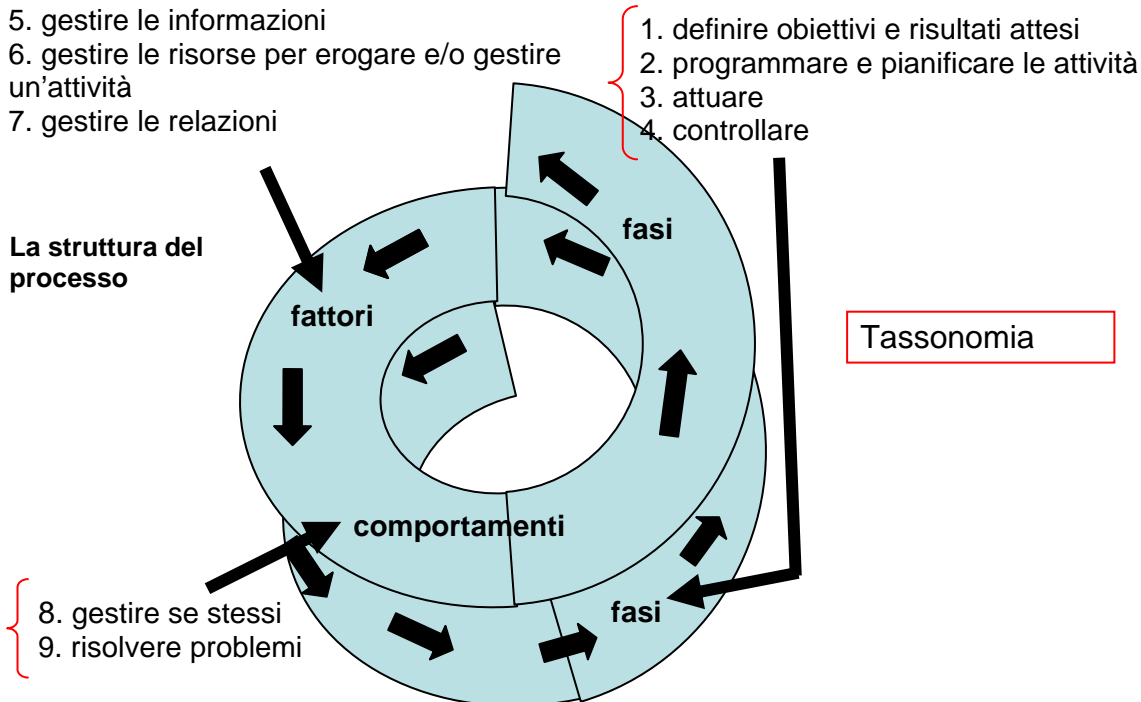 5. gestire le informazioni
6. gestire le risorse per erogare e/o gestire
un'attività
7. gestire le relazioni
1. definire obiettivi e risultati attesi
2. programmare e pianificare le attività
3. attuare
4. controllare
La struttura del
processo
fasi
fattori
Tassonomia
comportamenti
fasi
8. gestire se stessi
9. risolvere problemi